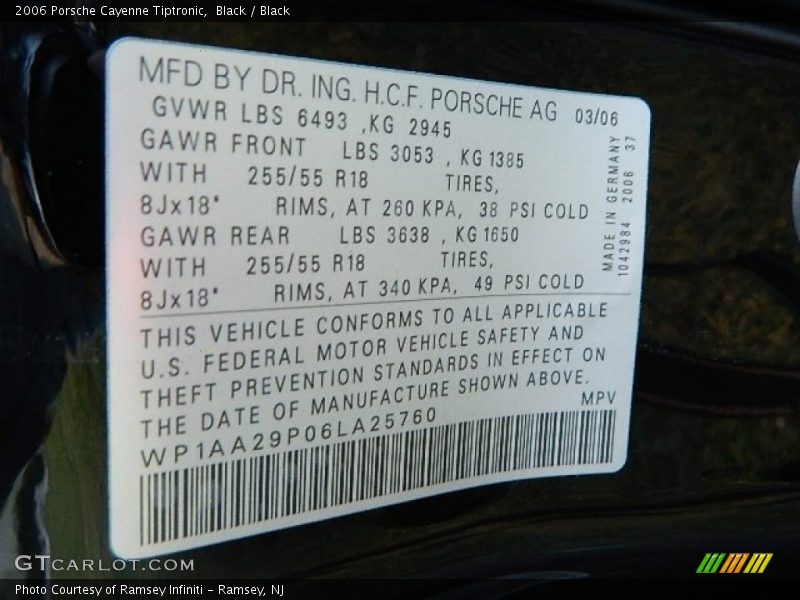 2006 Porsche Cayenne Tiptronic,  Black / Black
MFD BY DR. ING. H.C.F. PORSCHE AG 03/06
GVWR LBS 6493 ,KG 2945
GAWR FRONT LBS 3053 , KG 1385
WITH 255/55 R18 TIRES,
8Jx18" RIMS, AT 260 KPA, 38 PSI COLD
GAWR REAR LBS 3638 , KG 1650
WITH 255/55 R18 TIRES,
8Jx18" RIMS, AT 340 KPA, 49 PSI COLD
MADE IN GERMANY
1042984 2006 37
THIS VEHICLE CONFORMS TO ALL APPLICABLE
U.S. FEDERAL MOTOR VEHICLE SAFETY AND
THEFT PREVENTION STANDARDS IN EFFECT ON
THE DATE OF MANUFACTURE SHOWN ABOVE.
WP1AA29P06LA25760 MPV
GTCARLOT.COM
Photo Courtesy of Ramsey Infiniti - Ramsey, NJ